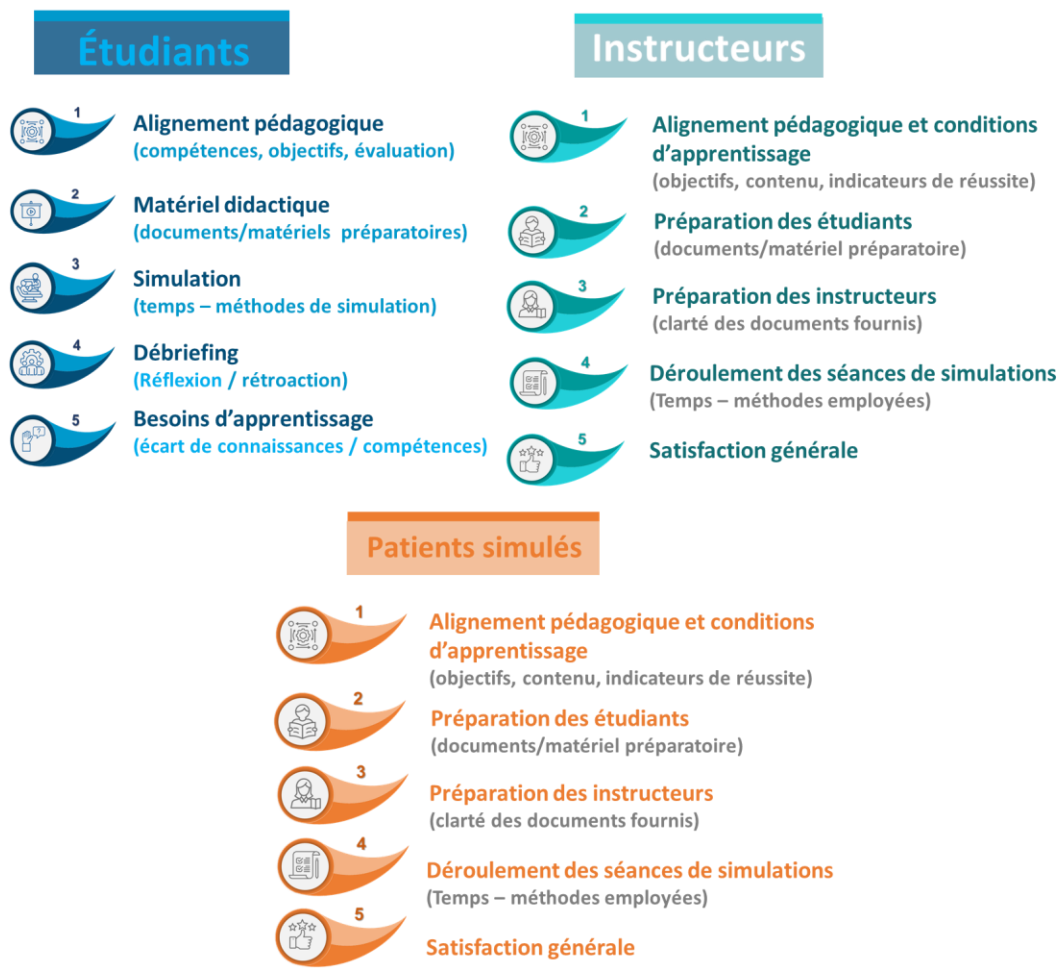 Étudiants
1
Alignement pédagogique
(compétences, objectifs, évaluation)
2
Matériel didactique
(documents/matériels préparatoires)
3
Simulation
(temps – méthodes de simulation)
4
Débriefing
(Réflexion / rétroaction)
5
Besoins d'apprentissage
(écart de connaissances / compétences)
Instructeurs
1
Alignement pédagogique et conditions
d'apprentissage
(objectifs, contenu, indicateurs de réussite)
2
Préparation des étudiants
(documents/matériel préparatoire)
3
Préparation des instructeurs
(clarté des documents fournis)
4
Déroulement des séances de simulations
(Temps – méthodes employées)
5
Satisfaction générale
Patients simulés
1
Alignement pédagogique et conditions
d'apprentissage
(objectifs, contenu, indicateurs de réussite)
2
Préparation des étudiants
(documents/matériel préparatoire)
3
Préparation des instructeurs
(clarté des documents fournis)
4
Déroulement des séances de simulations
(Temps – méthodes employées)
5
Satisfaction générale